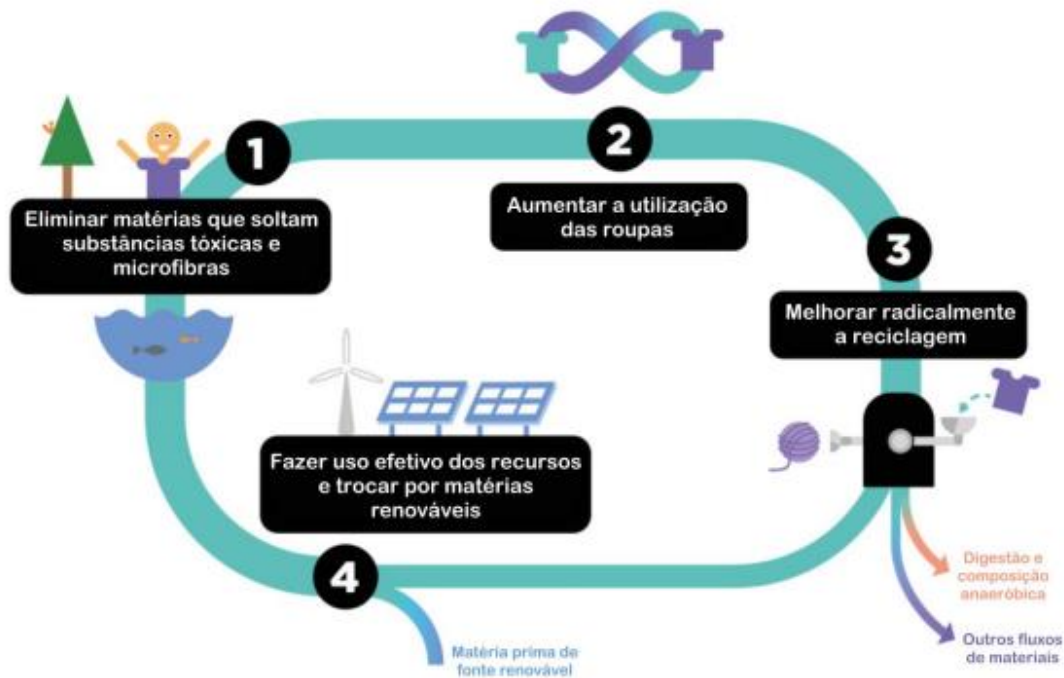 1
Eliminar matérias que soltam
substâncias tóxicas e
microfibras
2
Aumentar a utilização
das roupas
3
Melhorar radicalmente
a reciclagem
Fazer uso efetivo dos recursos
e trocar por matérias
renováveis
4
Matéria prima de
fonte renovável
Digestão e
composição
anaeróbica
Outros fluxos
de materiais